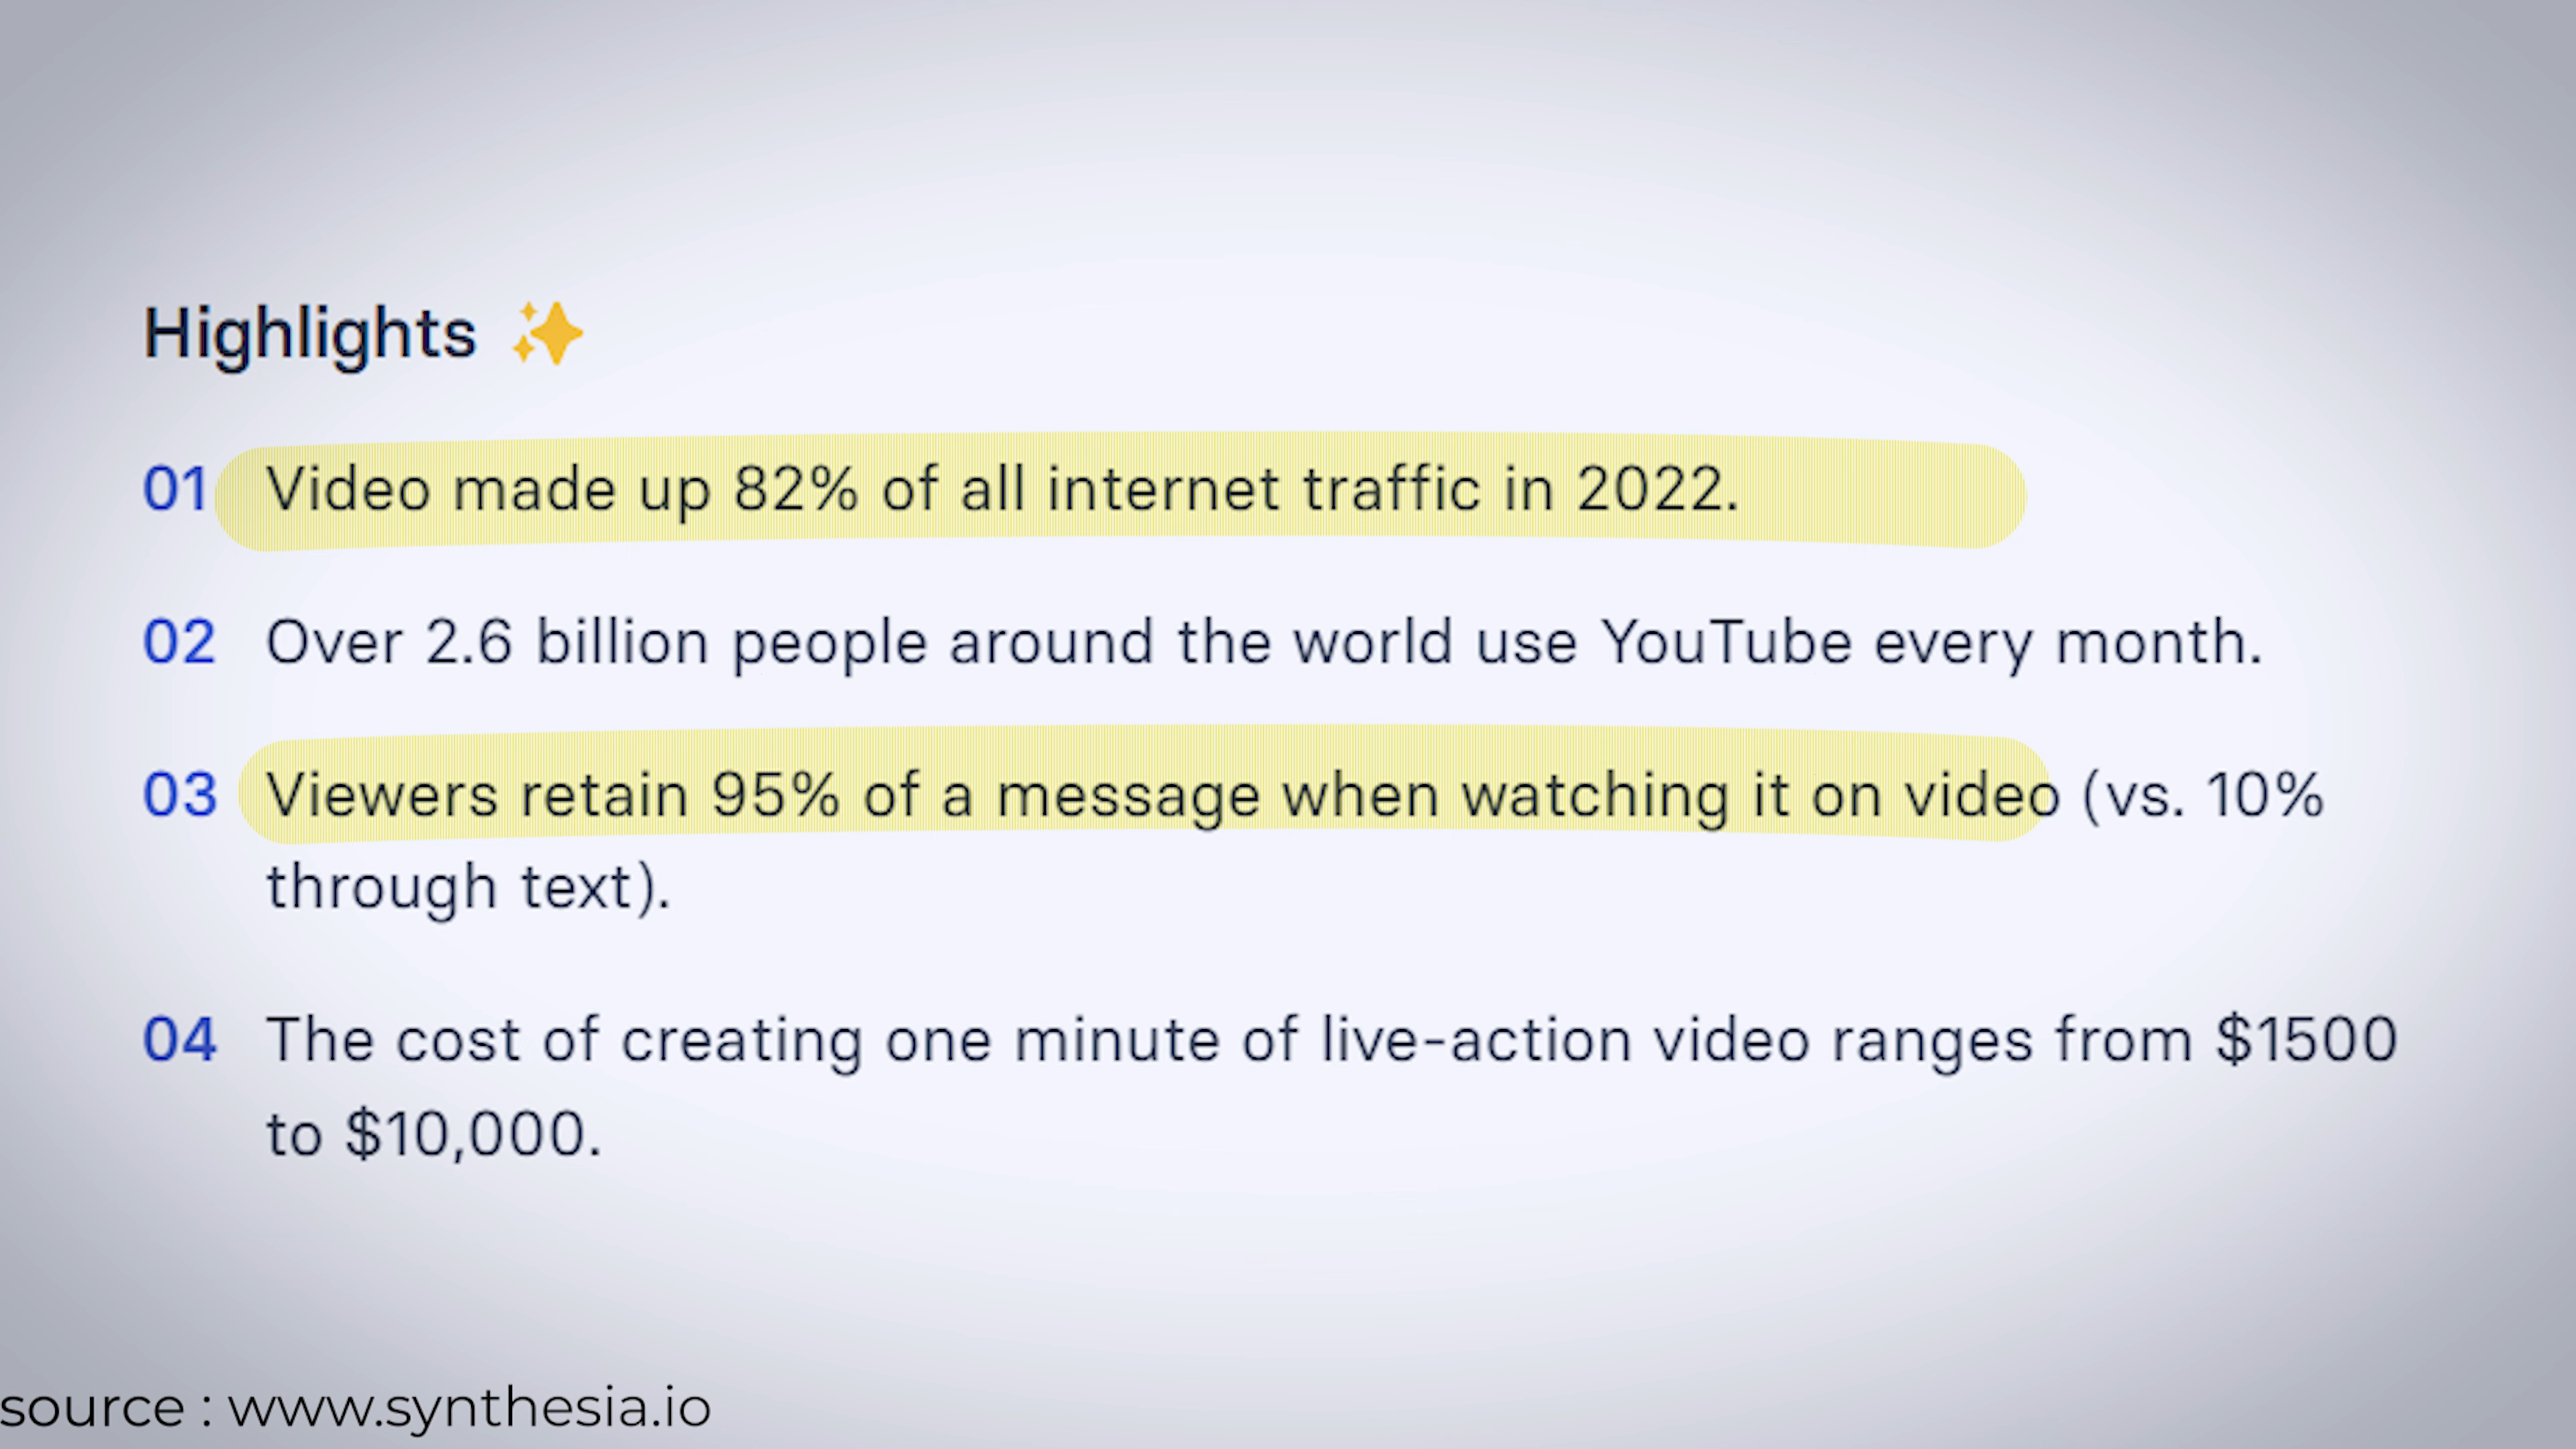 Highlights ✨
01 Video made up 82% of all internet traffic in 2022.
02 Over 2.6 billion people around the world use YouTube every month.
03 Viewers retain 95% of a message when watching it on video (vs. 10%
through text).
04 The cost of creating one minute of live-action video ranges from $1500
to $10,000.
source : www.synthesia.io